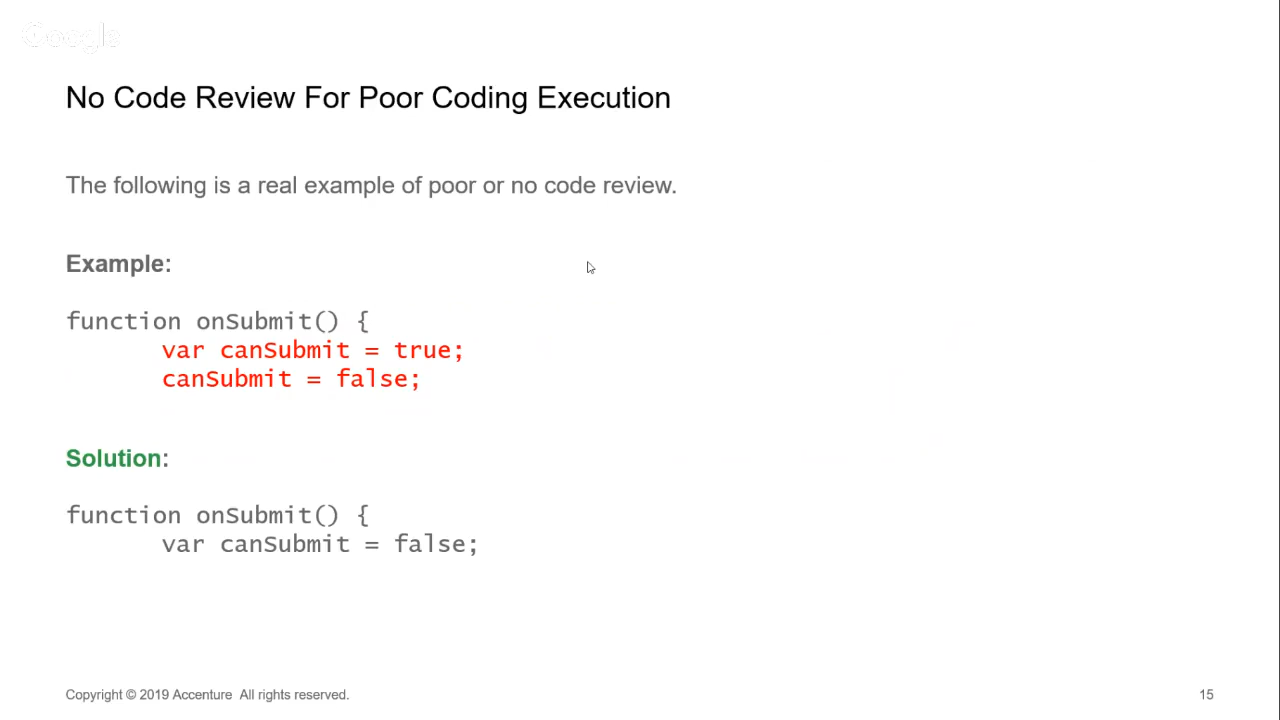 Google
No Code Review For Poor Coding Execution
The following is a real example of poor or no code review.
Example:
function onSubmit() {
var canSubmit = true;
canSubmit = false;
Solution:
function onSubmit() {
var canSubmit = false;
Copyright © 2019 Accenture All rights reserved.
15